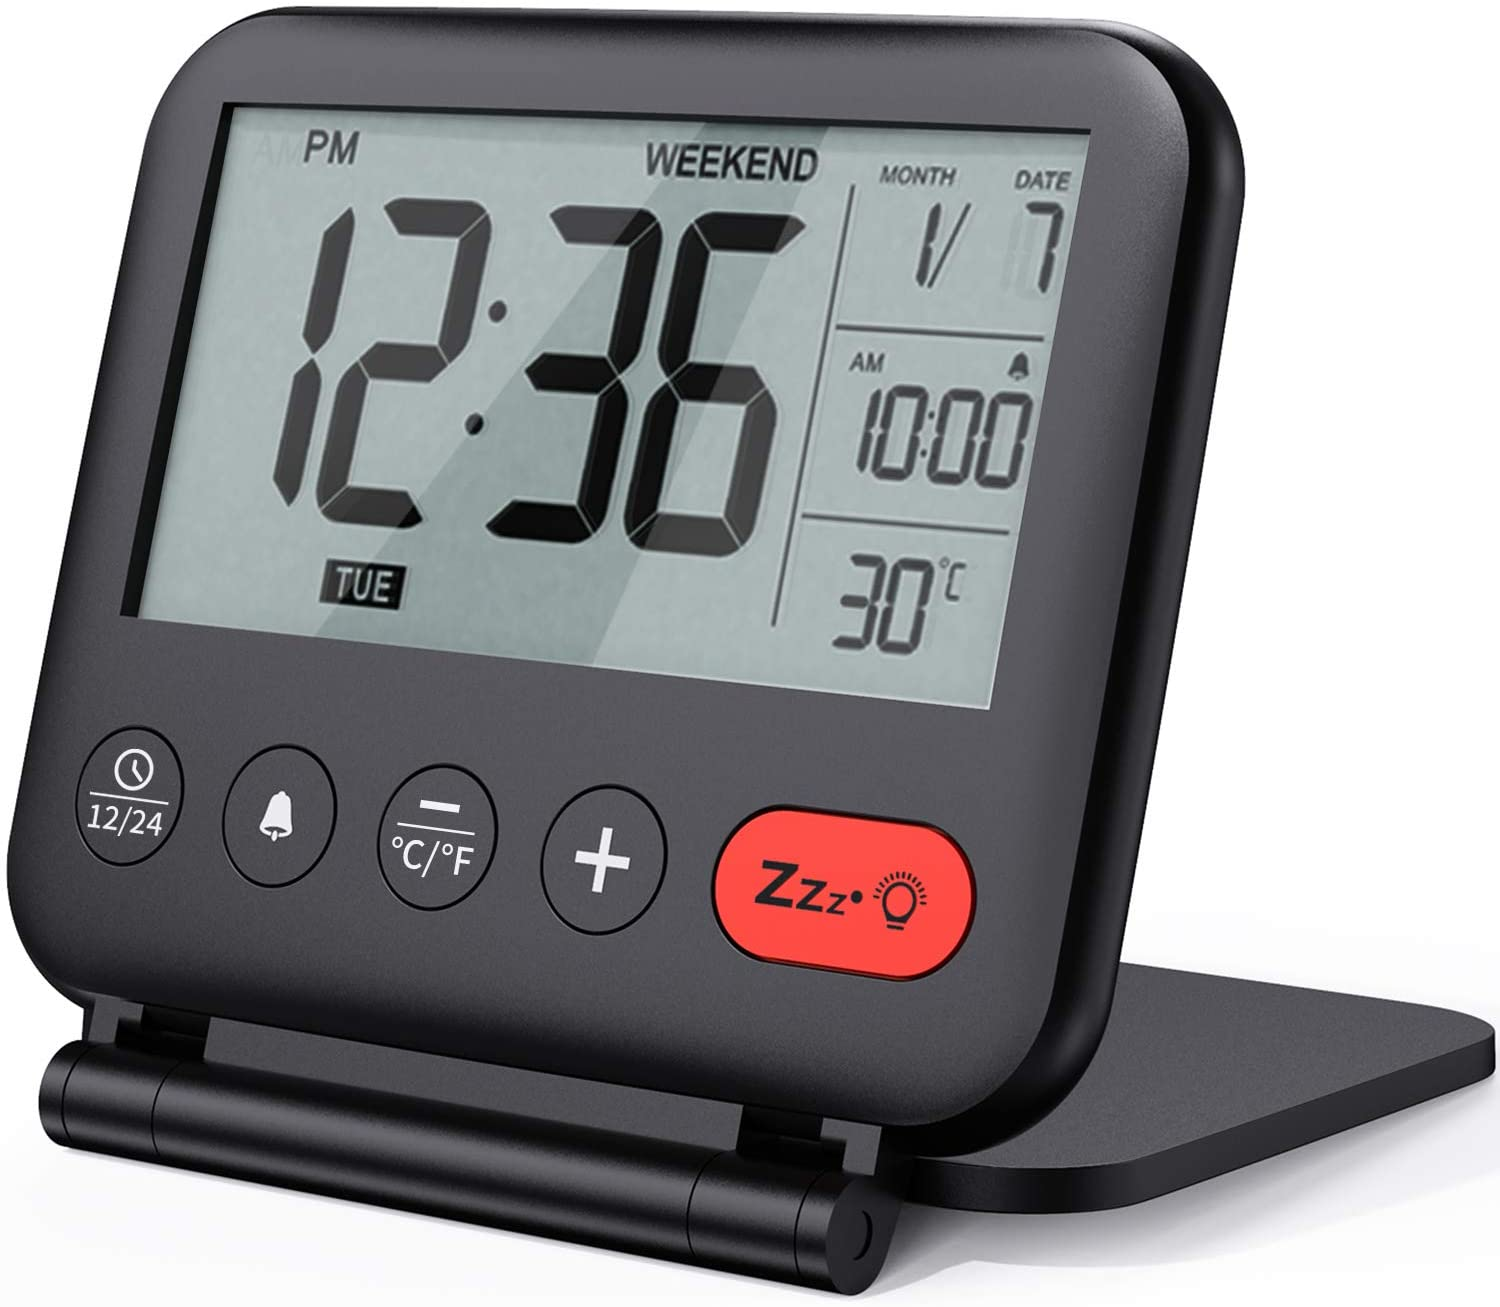 PM
WEEKEND
MONTH DATE
12:36
1/ 7
AM
10:00
30°C
TUE
12/24
°C/°F
Zzz